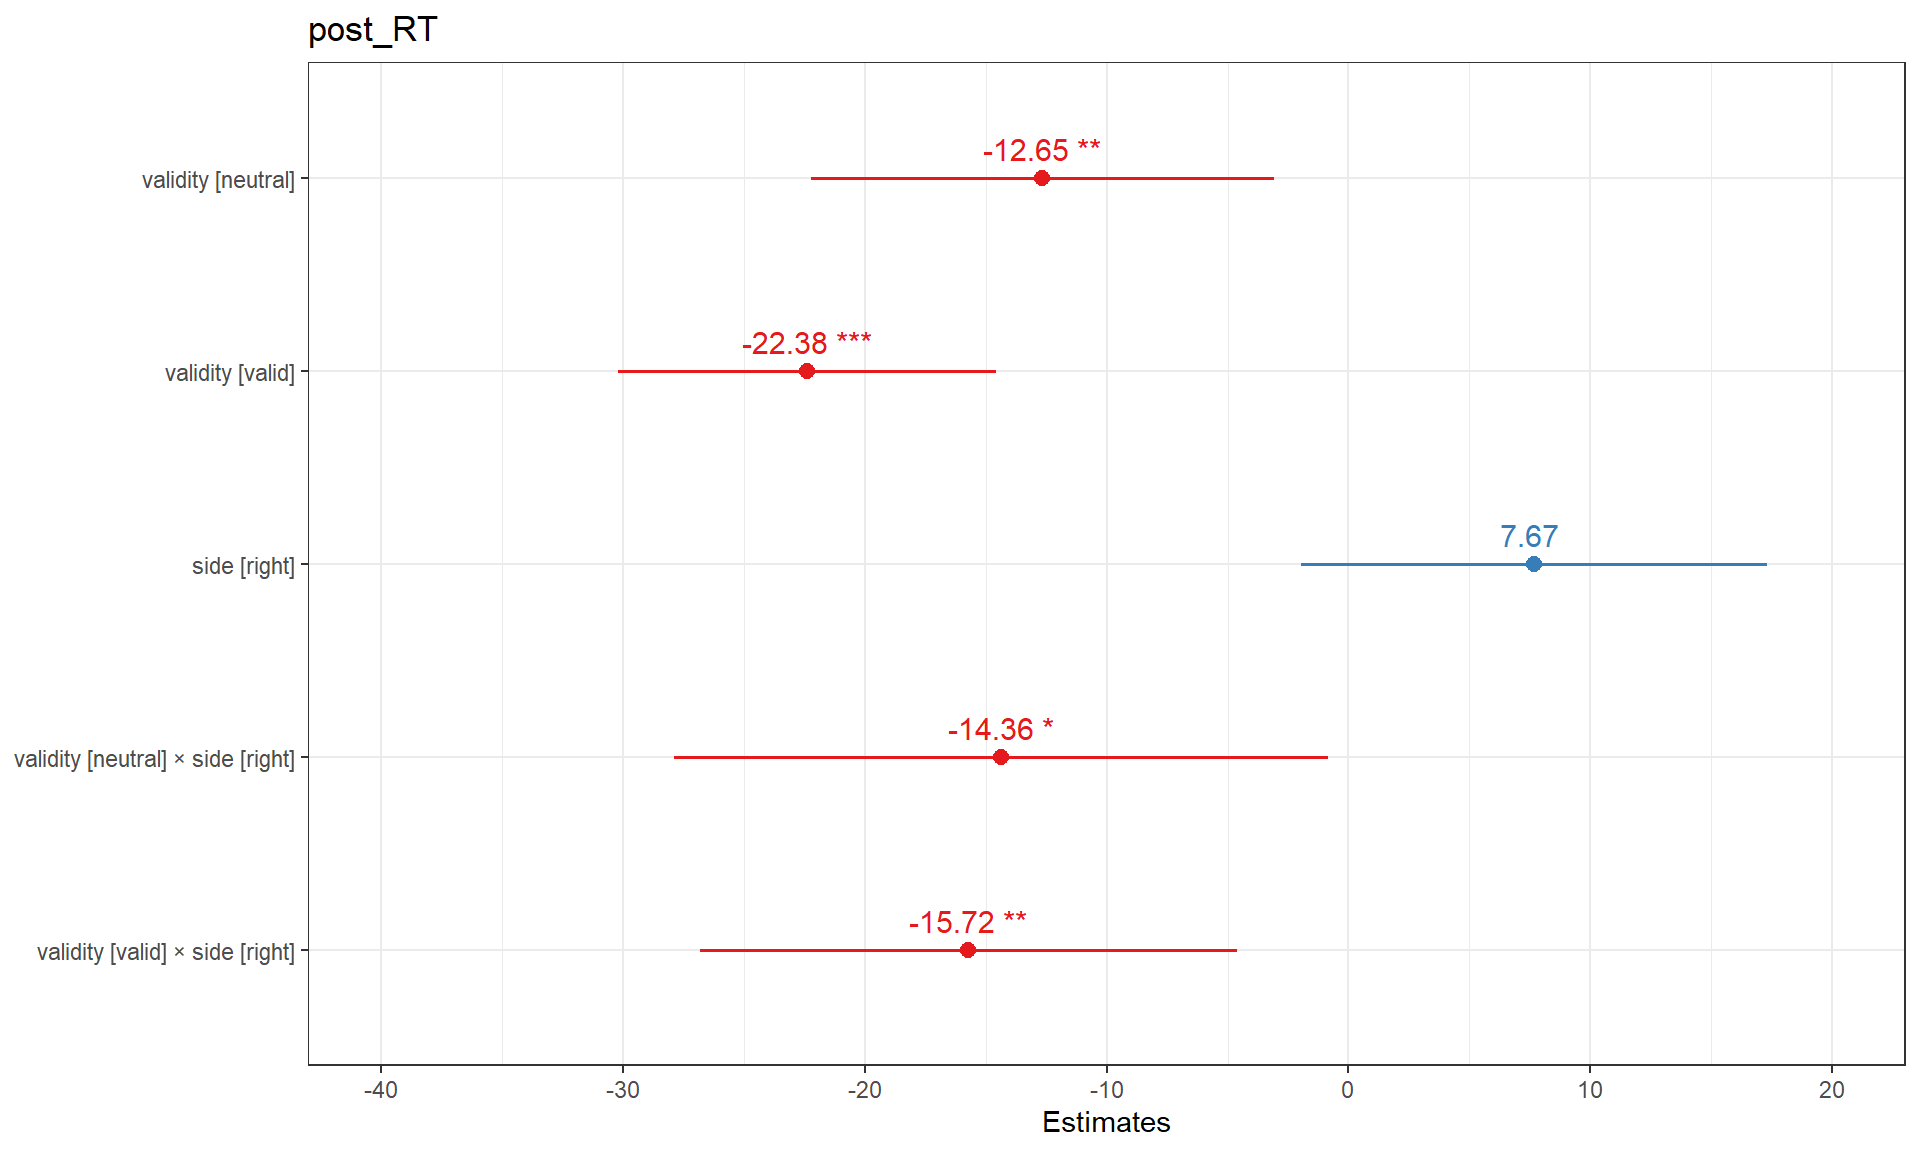 post_RT
-12.65 **
validity [neutral]
-22.38 ***
validity [valid]
7.67
side [right]
-14.36 *
validity [neutral] × side [right]
-15.72 **
validity [valid] × side [right]
-40 -30 -20 -10 0 10 20
Estimates